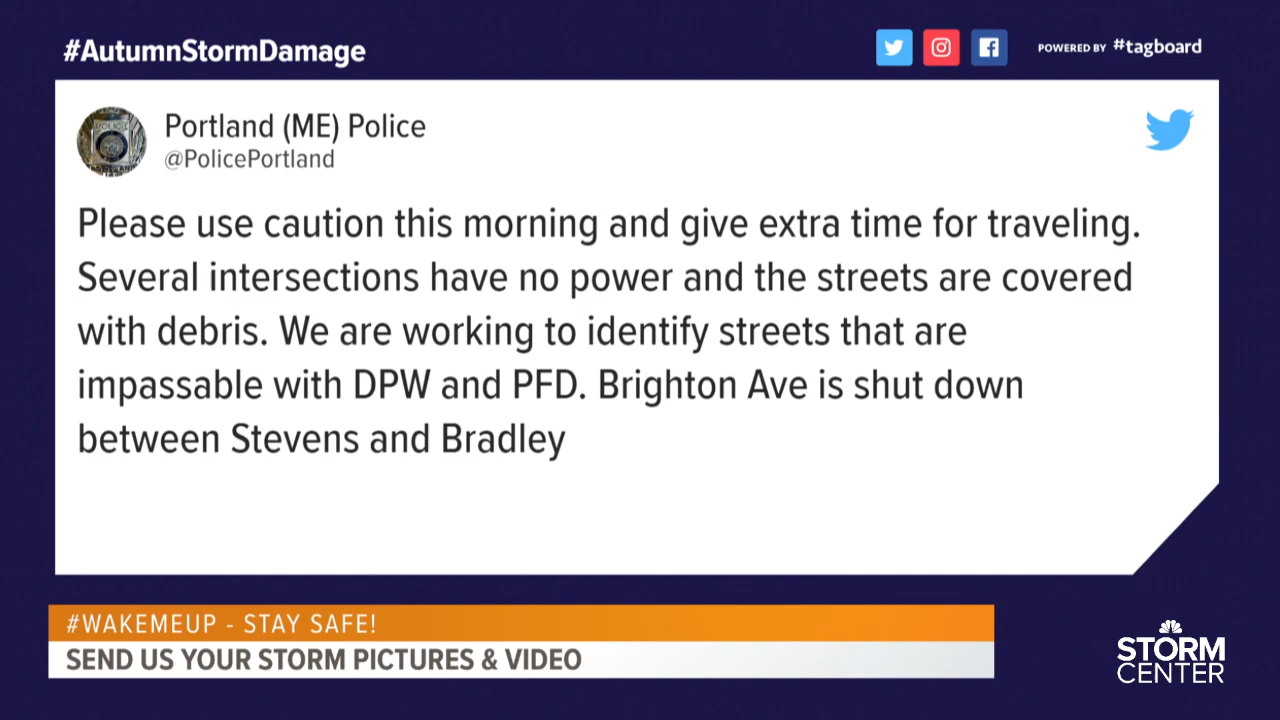 #AutumnStormDamage
POWERED BY #tagboard
Portland (ME) Police
@PolicePortland
Please use caution this morning and give extra time for traveling.
Several intersections have no power and the streets are covered
with debris. We are working to identify streets that are
impassable with DPW and PFD. Brighton Ave is shut down
between Stevens and Bradley
#WAKEMEUP - STAY SAFE!
SEND US YOUR STORM PICTURES & VIDEO
STORM
CENTER